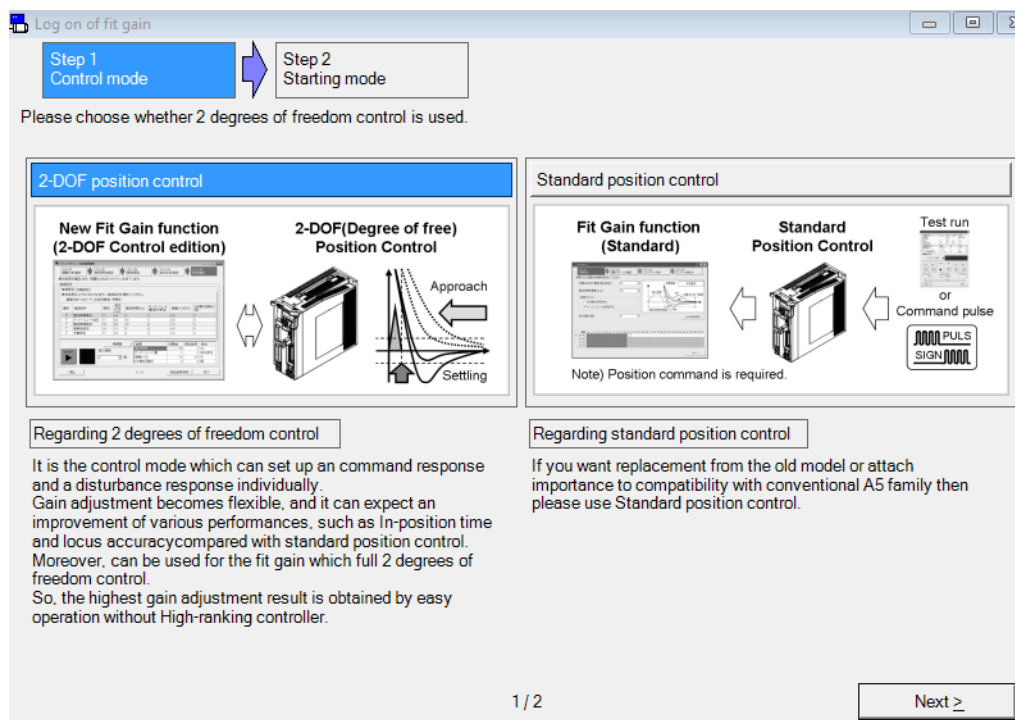 Log on of fit gain
Step 1
Control mode
Step 2
Starting mode
Please choose whether 2 degrees of freedom control is used.
2-DOF position control
New Fit Gain function
(2-DOF Control edition)
2-DOF(Degree of free)
Position Control
Approach
Settling
Standard position control
Fit Gain function
(Standard)
Standard
Position Control
Test run
or
Command pulse
PULS
SIGN
Note) Position command is required.
Regarding 2 degrees of freedom control
It is the control mode which can set up an command response
and a disturbance response individually.
Gain adjustment becomes flexible, and it can expect an
improvement of various performances, such as In-position time
and locus accuracycompared with standard position control.
Moreover, can be used for the fit gain which full 2 degrees of
freedom control.
So, the highest gain adjustment result is obtained by easy
operation without High-ranking controller.
Regarding standard position control
If you want replacement from the old model or attach
importance to compatibility with conventional A5 family then
please use Standard position control.
1 / 2
Next >